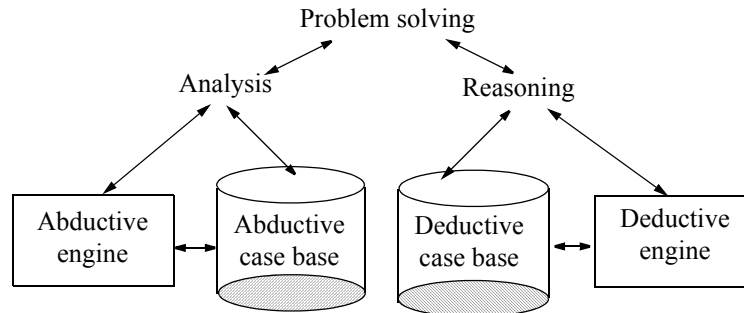 Problem solving
Analysis
Reasoning
Abductive
engine
Abductive
case base
Deductive
case base
Deductive
engine